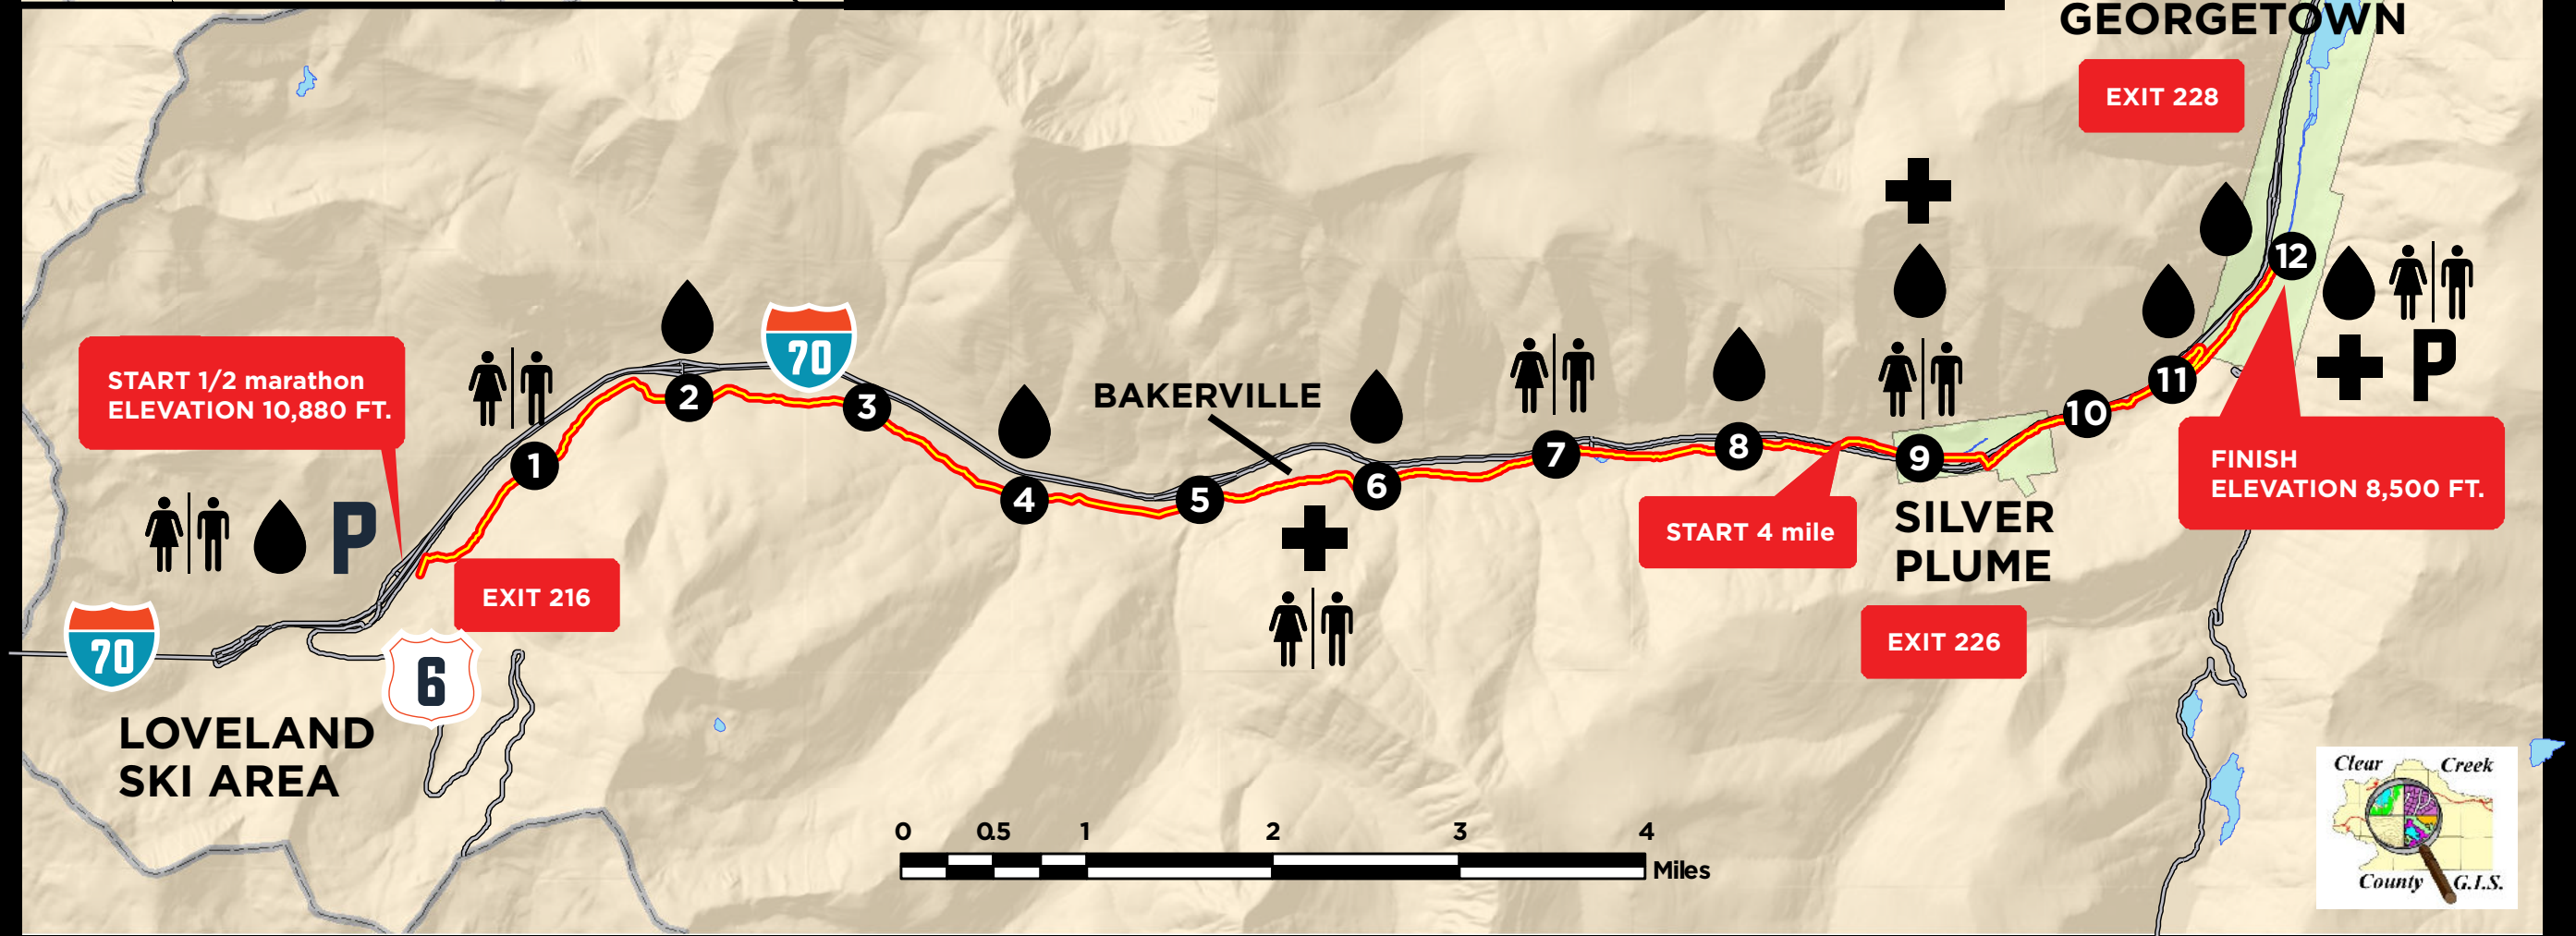 GEORGETOWN
EXIT 228
12
START 1/2 marathon
ELEVATION 10,880 FT.
70
2
3
BAKERVILLE
1
4
5
6
7
8
9
10
11
START 4 mile
SILVER
PLUME
FINISH
ELEVATION 8,500 FT.
P
P
EXIT 216
EXIT 226
70
6
LOVELAND
SKI AREA
0 0.5 1 2 3 4
Miles
Clear Creek
County G.I.S.